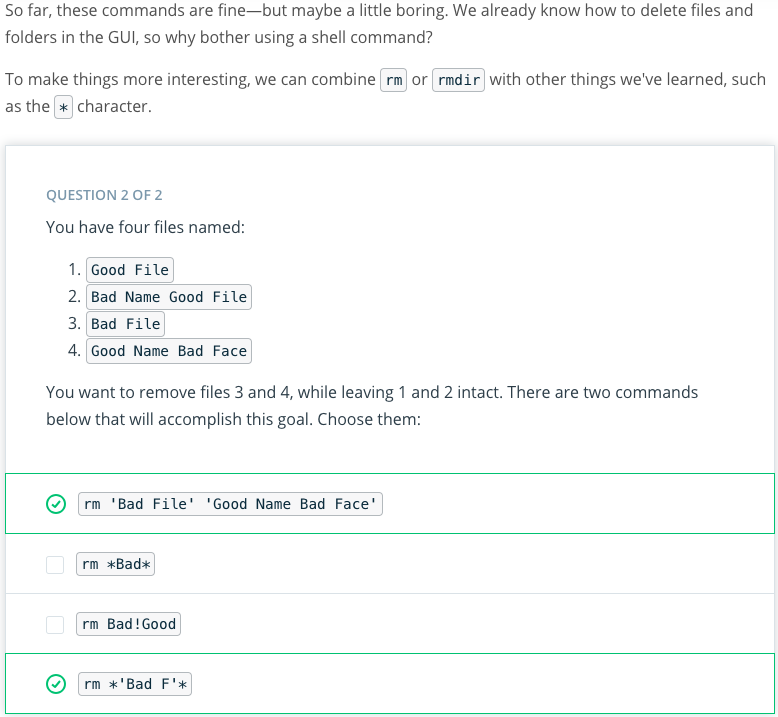 So far, these commands are fine—but maybe a little boring. We already know how to delete files and
folders in the GUI, so why bother using a shell command?
To make things more interesting, we can combine rm or rmdir with other things we've learned, such
as the * character.
QUESTION 2 OF 2
You have four files named:
1. Good File
2. Bad Name Good File
3. Bad File
4. Good Name Bad Face
You want to remove files 3 and 4, while leaving 1 and 2 intact. There are two commands
below that will accomplish this goal. Choose them:
rm 'Bad File' 'Good Name Bad Face'
rm *Bad*
rm Bad!Good
rm *'Bad F'*